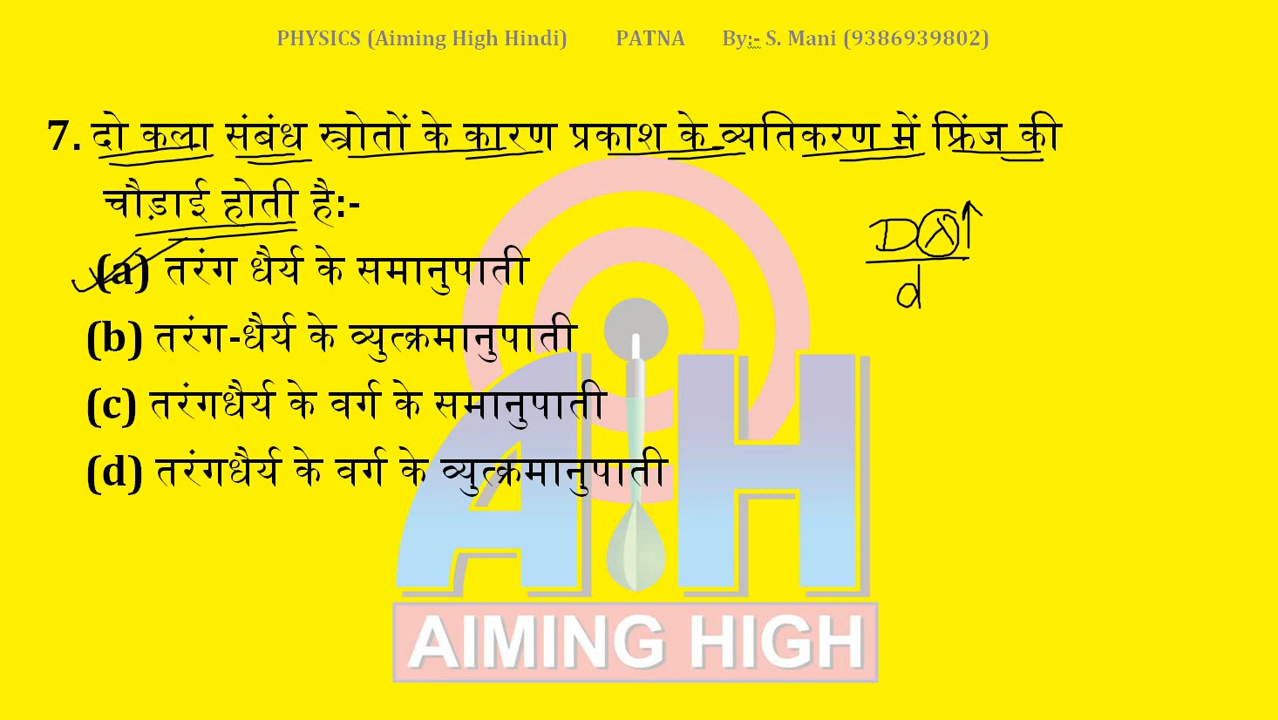 PHYSICS (Aiming High Hindi) PATNA By:- S. Mani (9386939802)
7. दो कला संबंध स्त्रोतों के कारण प्रकाश के व्यतिकरण में फ्रिंज की
चौड़ाई होती है:-
Dλ↑
d
(a) तरंग धैर्य के समानुपाती
(b) तरंग-धैर्य के व्युत्क्रमानुपाती
(c) तरंगधैर्य के वर्ग के समानुपाती
(d) तरंगधैर्य के वर्ग के व्युत्क्रमानुपाती
AH
AIMING HIGH